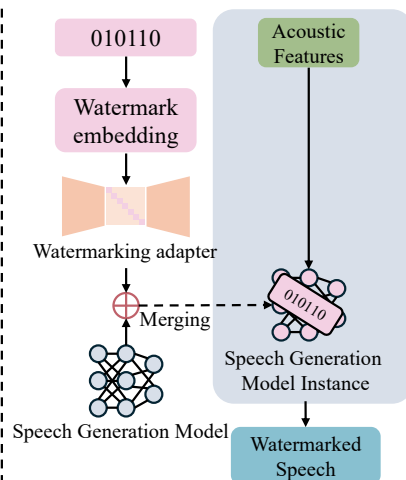 010110
Watermark
embedding
Watermarking adapter
Merging
Speech Generation Model
Acoustic
Features
010110
Speech Generation
Model Instance
Watermarked
Speech